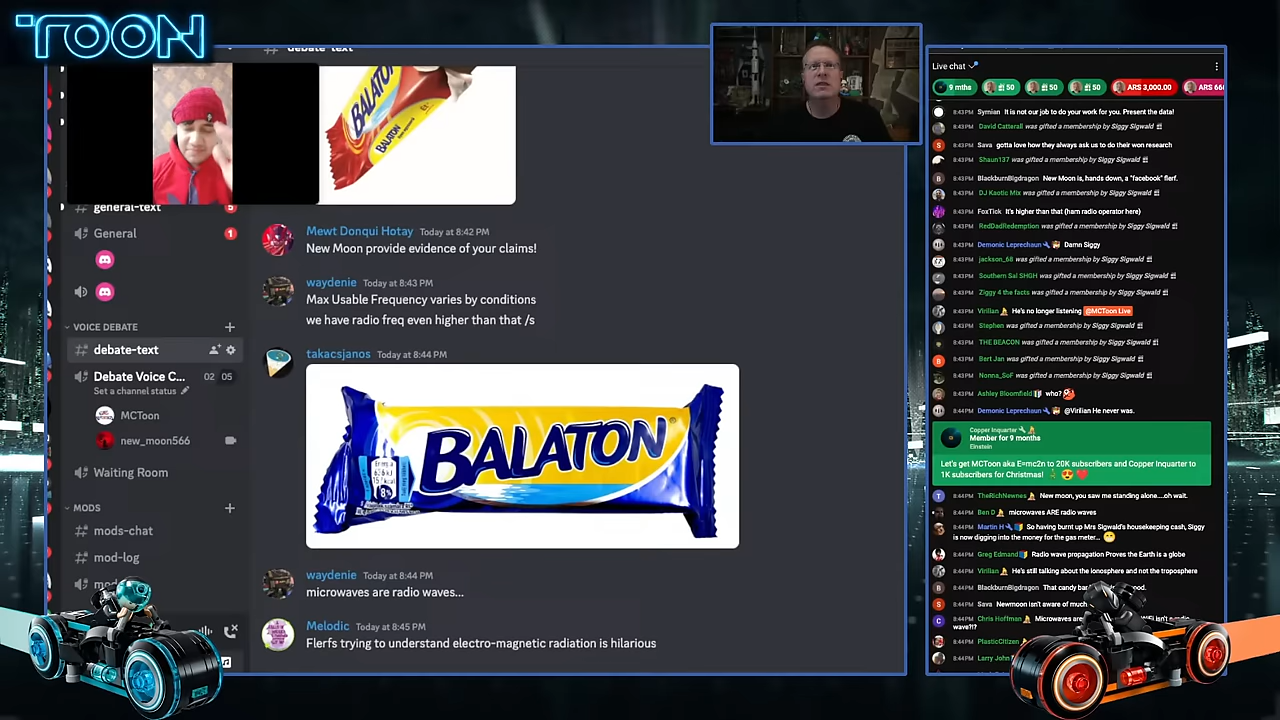 TOON
debate-text
BALATON
BALATON
general-text
5
General
1
VOICE DEBATE
debate-text
Debate Voice C...
02 05
Set a channel status
MCToon
new_moon566
Waiting Room
MODS
mods-chat
mod-log
Mewt Donqui Hotay Today at 8:42 PM
New Moon provide evidence of your claims!
waydenie Today at 8:43 PM
Max Usable Frequency varies by conditions
we have radio freq even higher than that /s
takacsjanos Today at 8:44 PM
BALATON
8%
waydenie Today at 8:44 PM
microwaves are radio waves...
Melodic Today at 8:45 PM
Flerfs trying to understand electro-magnetic radiation is hilarious
Live chat
9 mths 50 50 50 ARS 3,000.00 ARS 66
8:43 PM Symian It is not our job to do your work for you. Present the data!
8:43 PM David Catterall was gifted a membership by Siggy Sigwald
8:43 PM Sava gotta love how they always ask us to do their won research
8:43 PM Shaun137 was gifted a membership by Siggy Sigwald
8:43 PM BlackburnBigdragon New Moon is, hands down, a "facebook" flerf.
8:43 PM DJ Kaotic Mix was gifted a membership by Siggy Sigwald
8:43 PM FoxTick It's higher than that (ham radio operator here)
8:43 PM RedDadRedemption was gifted a membership by Siggy Sigwald
8:43 PM Demonic Leprechaun Damn Siggy
8:43 PM jackson_68 was gifted a membership by Siggy Sigwald
8:43 PM Southern Sal SHGH was gifted a membership by Siggy Sigwald
8:43 PM Ziggy 4 the facts was gifted a membership by Siggy Sigwald
8:43 PM Virilian He's no longer listening @MCToon Live
8:43 PM Stephen was gifted a membership by Siggy Sigwald
8:43 PM THE BEACON was gifted a membership by Siggy Sigwald
8:43 PM Bert Jan was gifted a membership by Siggy Sigwald
8:43 PM Nonna_SoF was gifted a membership by Siggy Sigwald
8:43 PM Ashley Bloomfield who?
8:44 PM Demonic Leprechaun @Virilian He never was.
Copper Inquarter
Member for 9 months
Einstein
Let's get MCToon aka E=mc2n to 20K subscribers and Copper Inquarter to
1K subscribers for Christmas!
8:44 PM TheRichNewnes New moon, you saw me standing alone....oh wait.
8:44 PM Ben D microwaves ARE radio waves
8:44 PM Martin H So having burnt up Mrs Sigwald's housekeeping cash, Siggy
is now digging into the money for the gas meter...
8:44 PM Greg Edmand Radio wave propagation Proves the Earth is a globe
8:44 PM Virilian He's still talking about the ionosphere and not the troposphere
8:44 PM BlackburnBigdragon That candy bar
8:44 PM Sava Newmoon isn't aware of much
8:44 PM Chris Hoffman
8:44 PM PlasticCitizen
8:44 PM Larry John